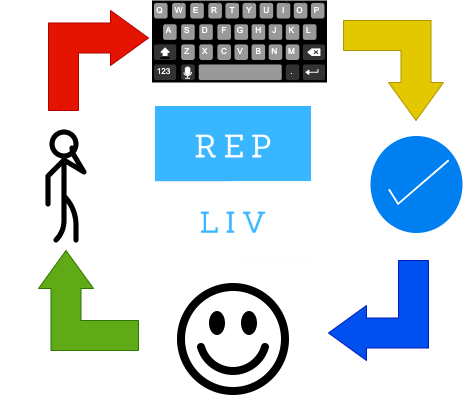 Q W E R T Y U I O P
A S D F G H J K L
Z X C V B N M
123 .
REP
LIV